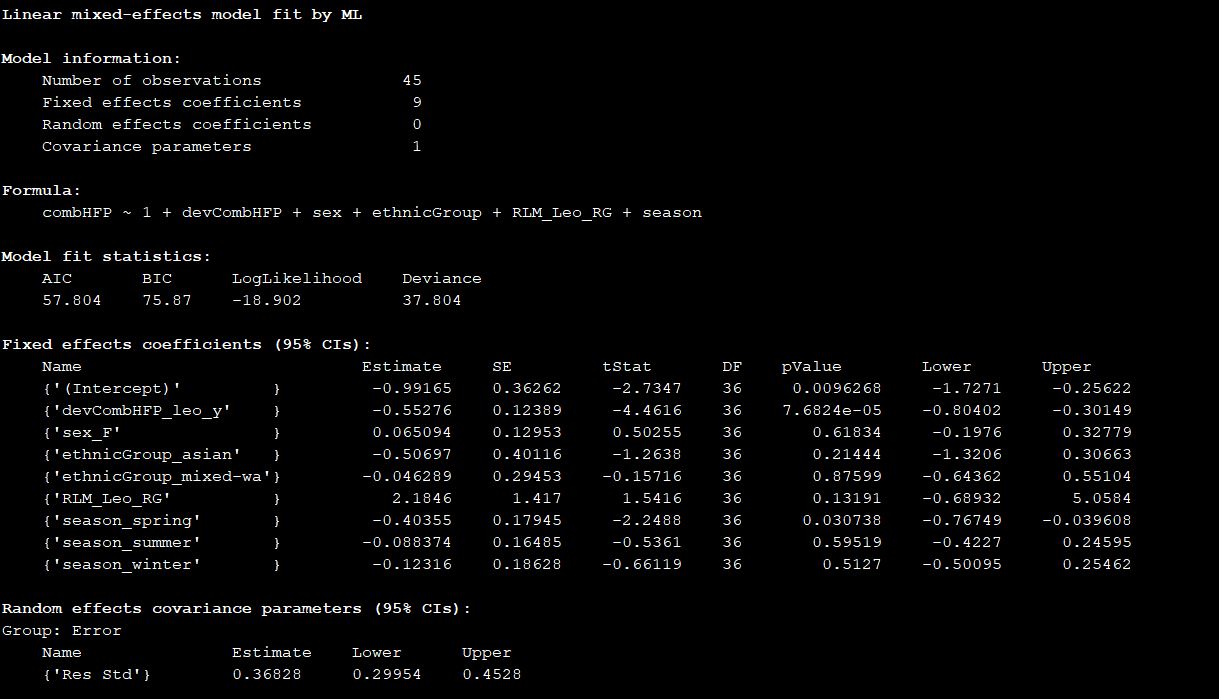 Linear mixed-effects model fit by ML
Model information:
Number of observations 45
Fixed effects coefficients 9
Random effects coefficients 0
Covariance parameters 1
Formula:
combHFP ~ 1 + devCombHFP + sex + ethnicGroup + RLM_Leo_RG + season
Model fit statistics:
AIC BIC LogLikelihood Deviance
57.804 75.87 -18.902 37.804
Fixed effects coefficients (95% CIs):
Name Estimate SE tStat DF pValue Lower Upper
{'(Intercept)' } -0.99165 0.36262 -2.7347 36 0.0096268 -1.7271 -0.25622
{'devCombHFP_leo_y' } -0.55276 0.12389 -4.4616 36 7.6824e-05 -0.80402 -0.30149
{'sex_F' } 0.065094 0.12953 0.50255 36 0.61834 -0.1976 0.32779
{'ethnicGroup_asian' } -0.50697 0.40116 -1.2638 36 0.21444 -1.3206 0.30663
{'ethnicGroup_mixed-wa'} -0.046289 0.29453 -0.15716 36 0.87599 -0.64362 0.55104
{'RLM_Leo_RG' } 2.1846 1.417 1.5416 36 0.13191 -0.68932 5.0584
{'season_spring' } -0.40355 0.17945 -2.2488 36 0.030738 -0.76749 -0.039608
{'season_summer' } -0.088374 0.16485 -0.5361 36 0.59519 -0.4227 0.24595
{'season_winter' } -0.12316 0.18628 -0.66119 36 0.5127 -0.50095 0.25462
Random effects covariance parameters (95% CIs):
Group: Error
Name Estimate Lower Upper
{'Res Std'} 0.36828 0.29954 0.4528